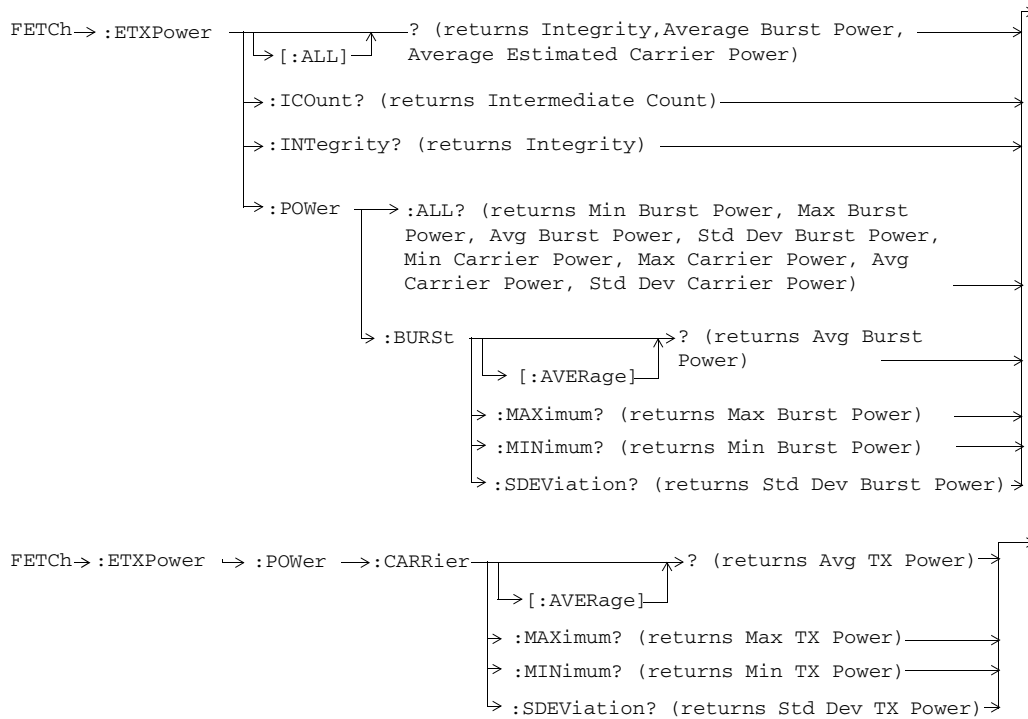 FETCh :ETXPower ? (returns Integrity,Average Burst Power,
[:ALL] Average Estimated Carrier Power)
:ICOunt? (returns Intermediate Count)
:INTegrity? (returns Integrity)
:POWer :ALL? (returns Min Burst Power, Max Burst
Power, Avg Burst Power, Std Dev Burst Power,
Min Carrier Power, Max Carrier Power, Avg
Carrier Power, Std Dev Carrier Power)
:BURSt ? (returns Avg Burst
Power)
[:AVERage]
:MAXimum? (returns Max Burst Power)
:MINimum? (returns Min Burst Power)
:SDEViation? (returns Std Dev Burst Power)
FETCh :ETXPower :POWer :CARRier ? (returns Avg TX Power)
[:AVERage]
:MAXimum? (returns Max TX Power)
:MINimum? (returns Min TX Power)
:SDEViation? (returns Std Dev TX Power)